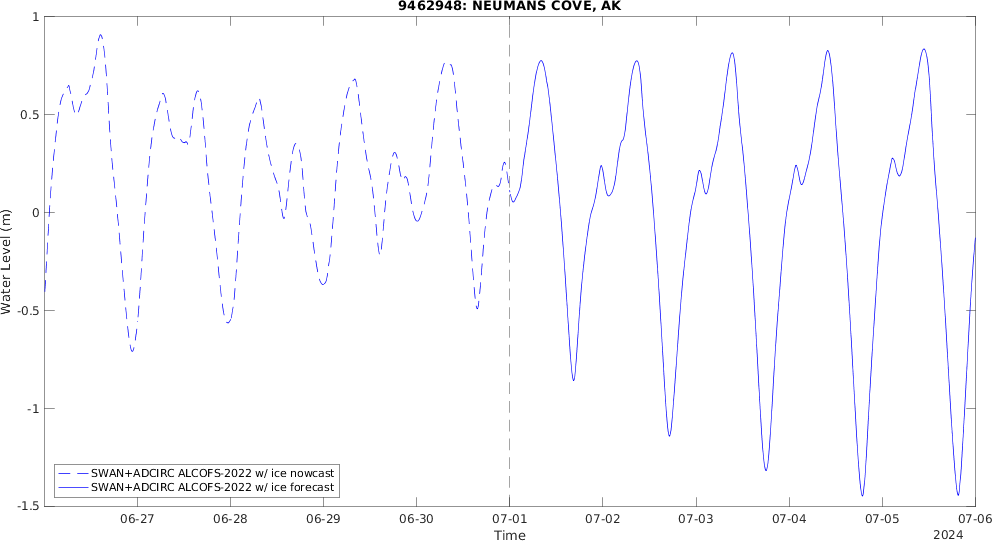 9462948: NEUMANS COVE, AK
1
0.5
0
-0.5
-1
-1.5
Water Level (m)
SWAN+ADCIRC ALCOFS-2022 w/ ice nowcast
SWAN+ADCIRC ALCOFS-2022 w/ ice forecast
06-27 06-28 06-29 06-30 07-01 07-02 07-03 07-04 07-05 07-06
Time
2024